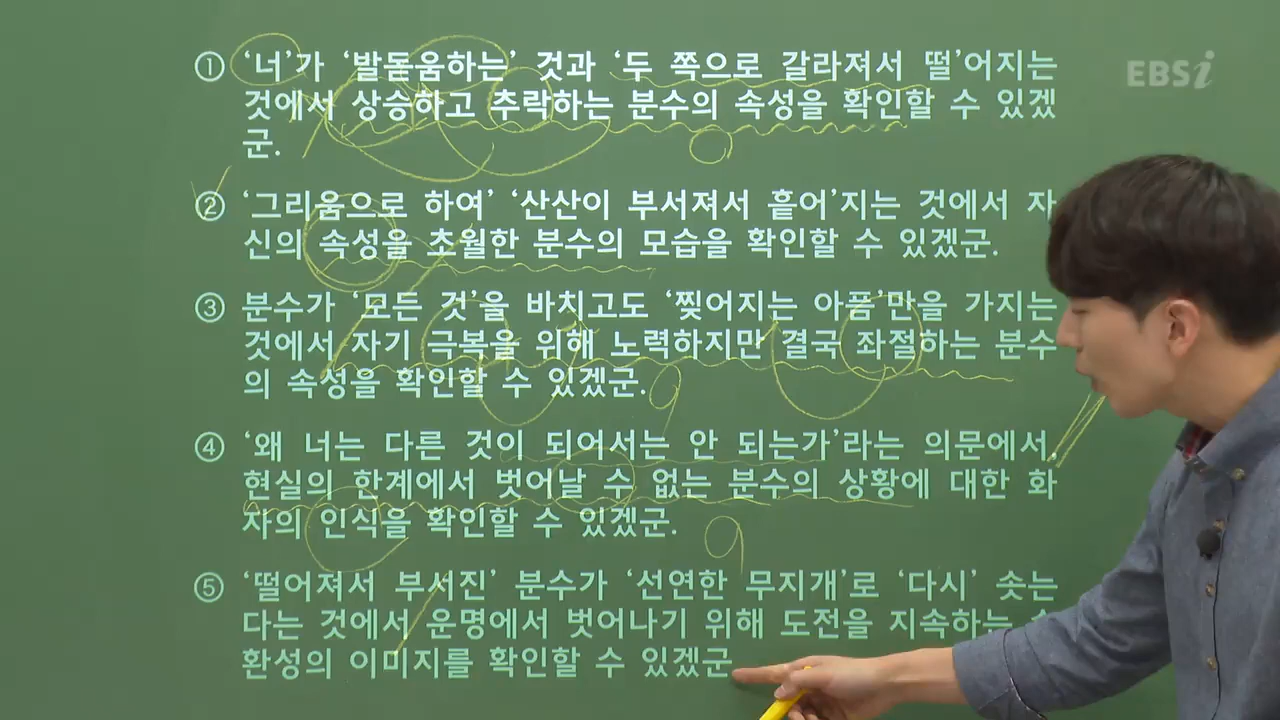 ① ‘너’가 ‘발돋움하는’ 것과 ‘두 쪽으로 갈라져서 떨’어지는
것에서 상승하고 추락하는 분수의 속성을 확인할 수 있겠
군.
② ‘그리움으로 하여’ ‘산산이 부서져서 흩어’지는 것에서 자
신의 속성을 초월한 분수의 모습을 확인할 수 있겠군.
③ 분수가 ‘모든 것’을 바치고도 ‘찢어지는 아픔’만을 가지는
것에서 자기 극복을 위해 노력하지만 결국 좌절하는 분수
의 속성을 확인할 수 있겠군.
④ ‘왜 너는 다른 것이 되어서는 안 되는가’라는 의문에서,
현실의 한계에서 벗어날 수 없는 분수의 상황에 대한 화
자의 인식을 확인할 수 있겠군.
⑤ ‘떨어져서 부서진’ 분수가 ‘선연한 무지개’로 ‘다시’ 솟는
다는 것에서 운명에서 벗어나기 위해 도전을 지속하는
환성의 이미지를 확인할 수 있겠군
EBSi